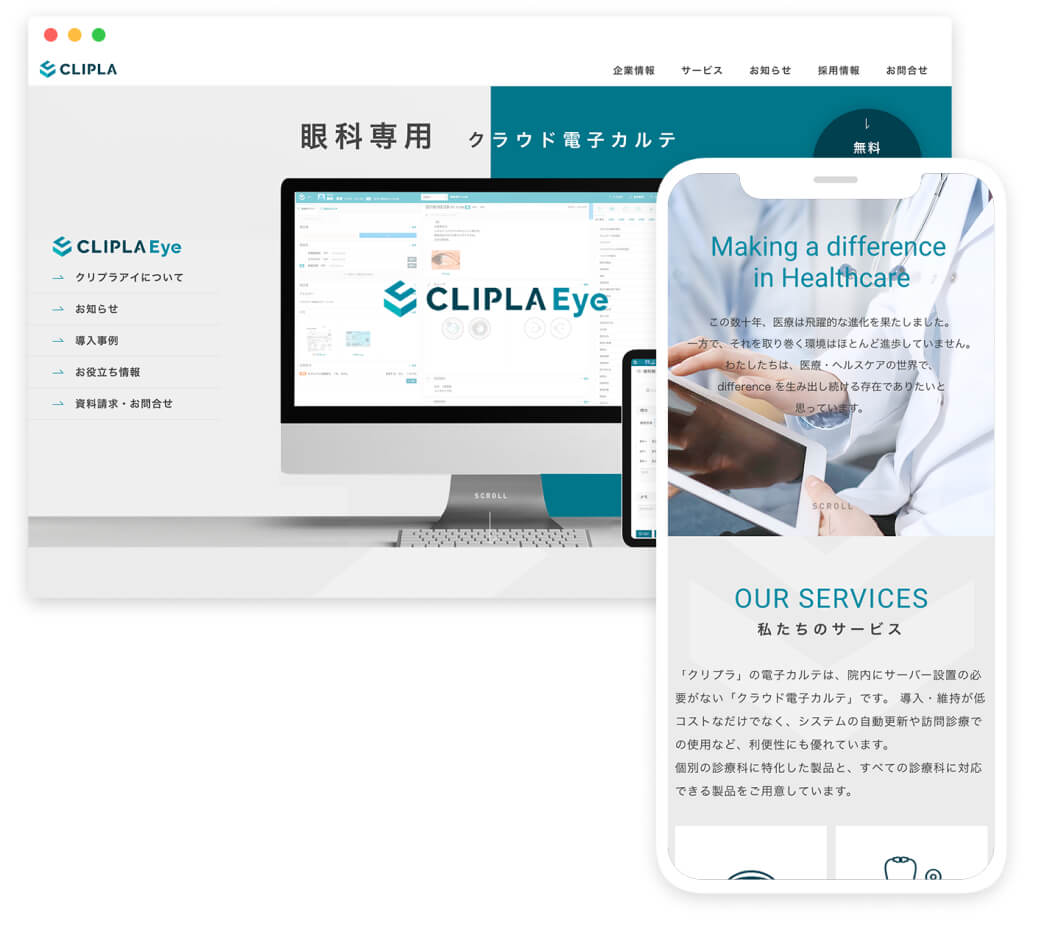 CLIPLA
企業情報 サービス お知らせ 採用情報 お問合せ
眼科専用 クラウド電子カルテ
無料
CLIPLA Eye
クリプラアイについて
お知らせ
導入事例
お役立ち情報
資料請求・お問合せ
CLIPLA Eye
SCROLL
Making a difference
in Healthcare
この数十年、医療は飛躍的な進化を果たしました。
一方で、それを取り巻く環境はほとんど進歩していません。
わたしたちは、医療・ヘルスケアの世界で、
difference を生み出し続ける存在でありたいと
思っています。
SCROLL
OUR SERVICES
私たちのサービス
「クリプラ」の電子カルテは、院内にサーバー設置の必
要がない「クラウド電子カルテ」です。 導入・維持が低
コストなだけでなく、システムの自動更新や訪問診療で
の使用など、利便性にも優れています。
個別の診療科に特化した製品と、すべての診療科に対応
できる製品をご用意しています。